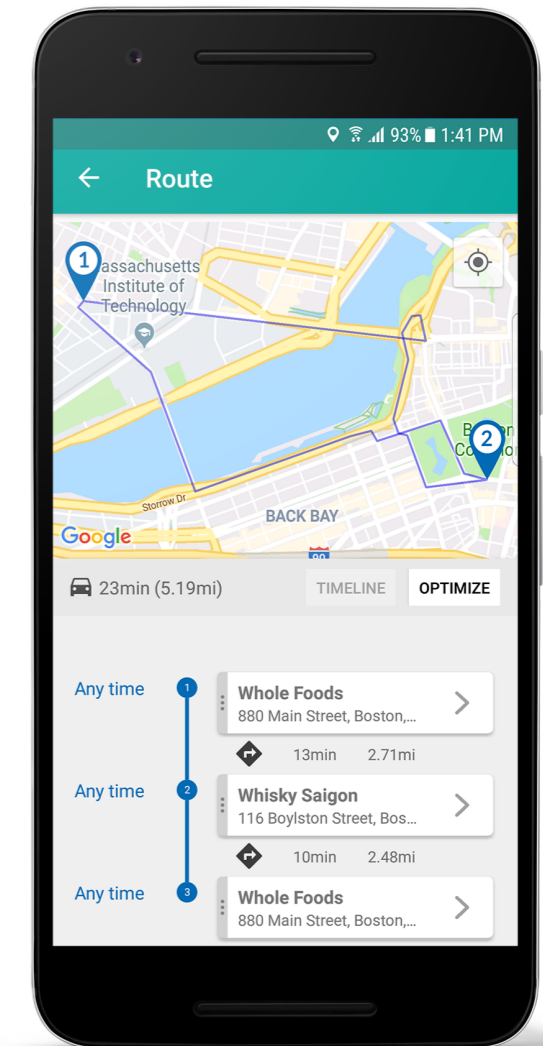 93% 1:41 PM
Route
1
assachusetts
Institute of
Technology
2
Storrow Dr
BACK BAY
Google
90
23min (5.19mi)
TIMELINE
OPTIMIZE
Any time
1
Whole Foods
880 Main Street, Boston,...
13min 2.71mi
Any time
2
Whisky Saigon
116 Boylston Street, Bos...
10min 2.48mi
Any time
3
Whole Foods
880 Main Street, Boston,...